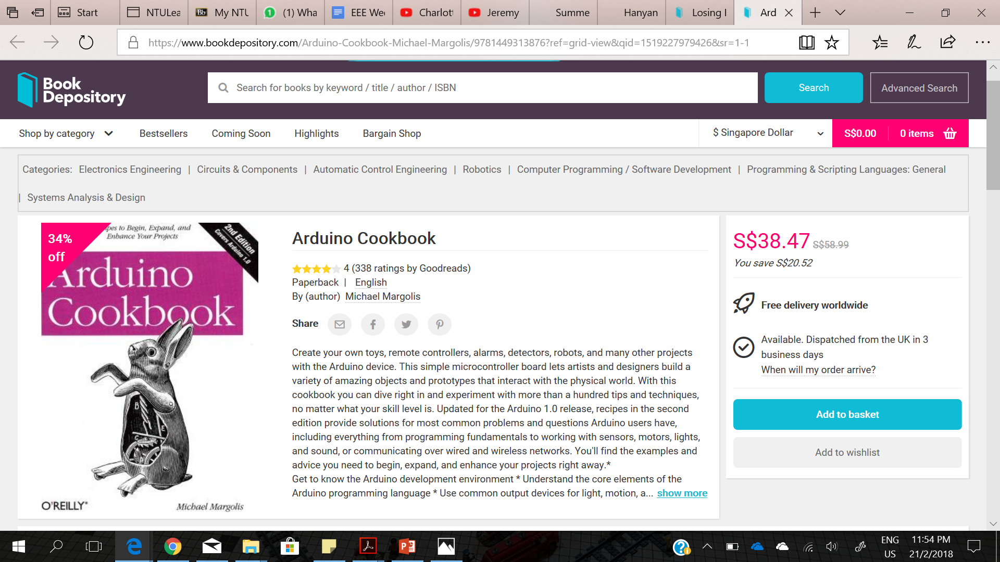 Start
NTULea
Bb My NTU
1 (1) Wha
EEE Wee
Charlott
Jeremy
Summe
Hanyan
Losing I
Ard
https://www.bookdepository.com/Arduino-Cookbook-Michael-Margolis/9781449313876?ref=grid-view&qid=1519227979426&sr=1-1
Book
Depository
Search for books by keyword / title / author / ISBN
Search
Advanced Search
Shop by category
Bestsellers
Coming Soon
Highlights
Bargain Shop
$ Singapore Dollar
S$0.00
0 items
Categories: Electronics Engineering | Circuits & Components | Automatic Control Engineering | Robotics | Computer Programming / Software Development | Programming & Scripting Languages: General
| Systems Analysis & Design
34%
off
pes to Begin, Expand, and
Enhance Your Projects
2nd Edition
Covers Arduino 1.0
Arduino
Cookbook
B
E
C
D
O'REILLY®
Michael Margolis
Arduino Cookbook
4 (338 ratings by Goodreads)
Paperback | English
By (author) Michael Margolis
Share
Create your own toys, remote controllers, alarms, detectors, robots, and many other projects
with the Arduino device. This simple microcontroller board lets artists and designers build a
variety of amazing objects and prototypes that interact with the physical world. With this
cookbook you can dive right in and experiment with more than a hundred tips and techniques,
no matter what your skill level is. Updated for the Arduino 1.0 release, recipes in the second
edition provide solutions for most common problems and questions Arduino users have,
including everything from programming fundamentals to working with sensors, motors, lights,
and sound, or communicating over wired and wireless networks. You'll find the examples and
advice you need to begin, expand, and enhance your projects right away.*
Get to know the Arduino development environment * Understand the core elements of the
Arduino programming language * Use common output devices for light, motion, a... show more
S$38.47 S$58.99
You save S$20.52
Free delivery worldwide
Available. Dispatched from the UK in 3
business days
When will my order arrive?
Add to basket
Add to wishlist
ENG
US
11:54 PM
21/2/2018